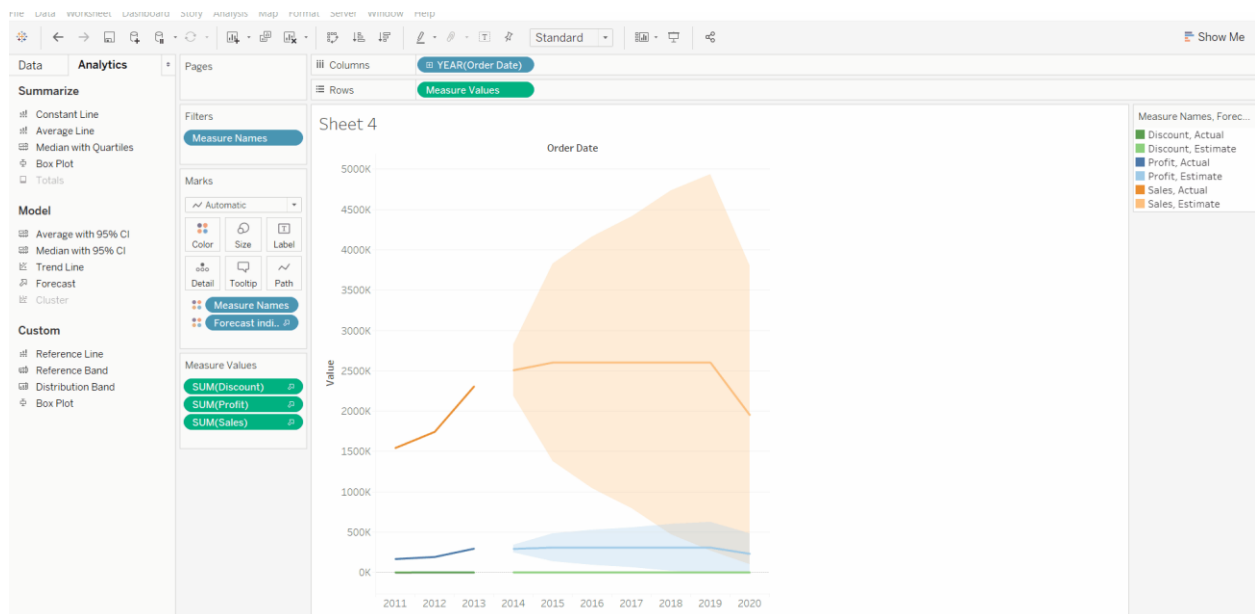 File Data Worksheet Dashboard Story Analysis Map Format Server Window Help
Standard
Show Me
Data Analytics
Pages
Columns
YEAR(Order Date)
Rows
Measure Values
Summarize
Constant Line
Average Line
Median with Quartiles
Box Plot
Totals
Model
Average with 95% CI
Median with 95% CI
Trend Line
Forecast
Cluster
Custom
Reference Line
Reference Band
Distribution Band
Box Plot
Filters
Measure Names
Marks
Automatic
Color Size Label
Detail Tooltip Path
Measure Names
Forecast indi..
Measure Values
SUM(Discount)
SUM(Profit)
SUM(Sales)
Sheet 4
Order Date
Value
5000K
4500K
4000K
3500K
3000K
2500K
2000K
1500K
1000K
500K
0K
2011 2012 2013 2014 2015 2016 2017 2018 2019 2020
Measure Names, Forec...
Discount, Actual
Discount, Estimate
Profit, Actual
Profit, Estimate
Sales, Actual
Sales, Estimate